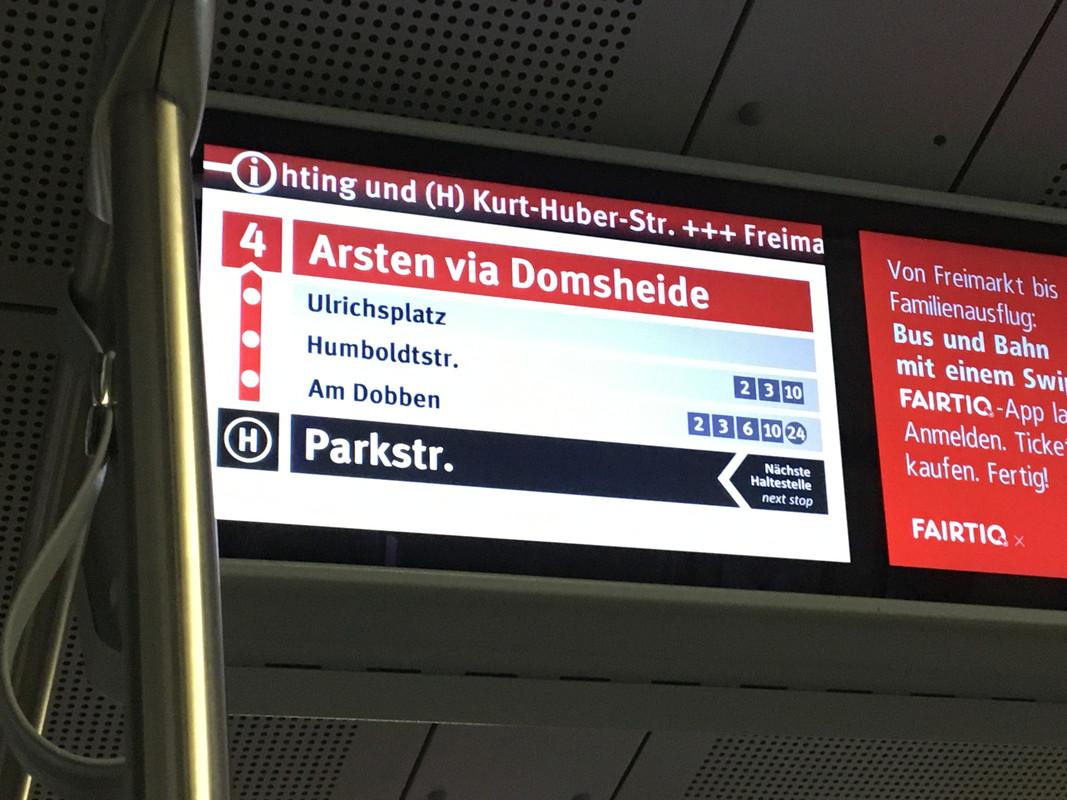 i hting und (H) Kurt-Huber-Str. +++ Freima
4 Arsten via Domsheide
Ulrichsplatz
Humboldtstr. 2 3 10
Am Dobben 2 3 6 10 24
H Parkstr. Nächste
Haltestelle
next stop
Von Freimarkt bis
Familienausflug:
Bus und Bahn
mit einem Swi
FAIRTIQ-App la
Anmelden. Ticke
kaufen. Fertig!
FAIRTIQ x